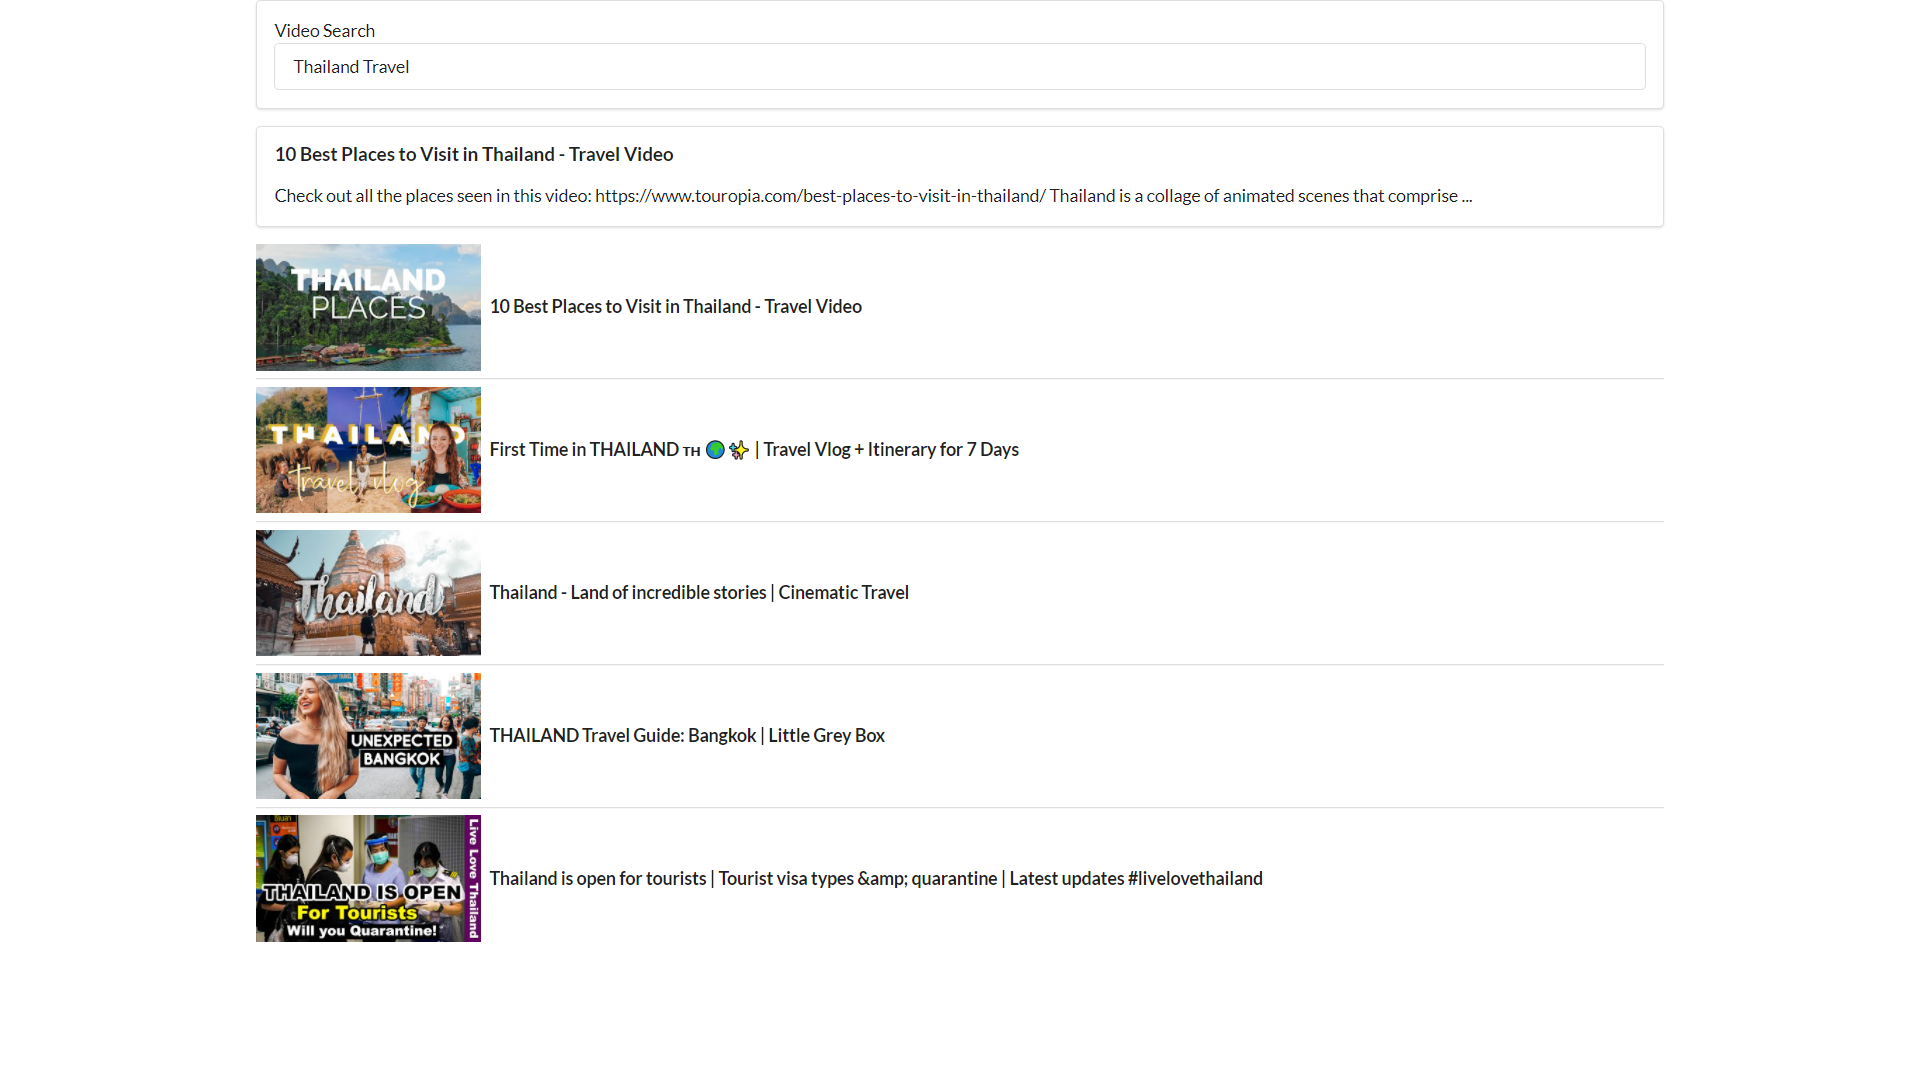 Video Search
Thailand Travel
10 Best Places to Visit in Thailand - Travel Video
Check out all the places seen in this video: https://www.touropia.com/best-places-to-visit-in-thailand/ Thailand is a collage of animated scenes that comprise ...
THAILAND
PLACES
10 Best Places to Visit in Thailand - Travel Video
THAILAND
travel vlog
First Time in THAILAND 🇹🇭 🌍✨ | Travel Vlog + Itinerary for 7 Days
Thailand
Thailand - Land of incredible stories | Cinematic Travel
UNEXPECTED
BANGKOK
THAILAND Travel Guide: Bangkok | Little Grey Box
Live Love Thailand
THAILAND IS OPEN
For Tourists
Will you Quarantine!
Thailand is open for tourists | Tourist visa types &amp; quarantine | Latest updates #livelovethailand